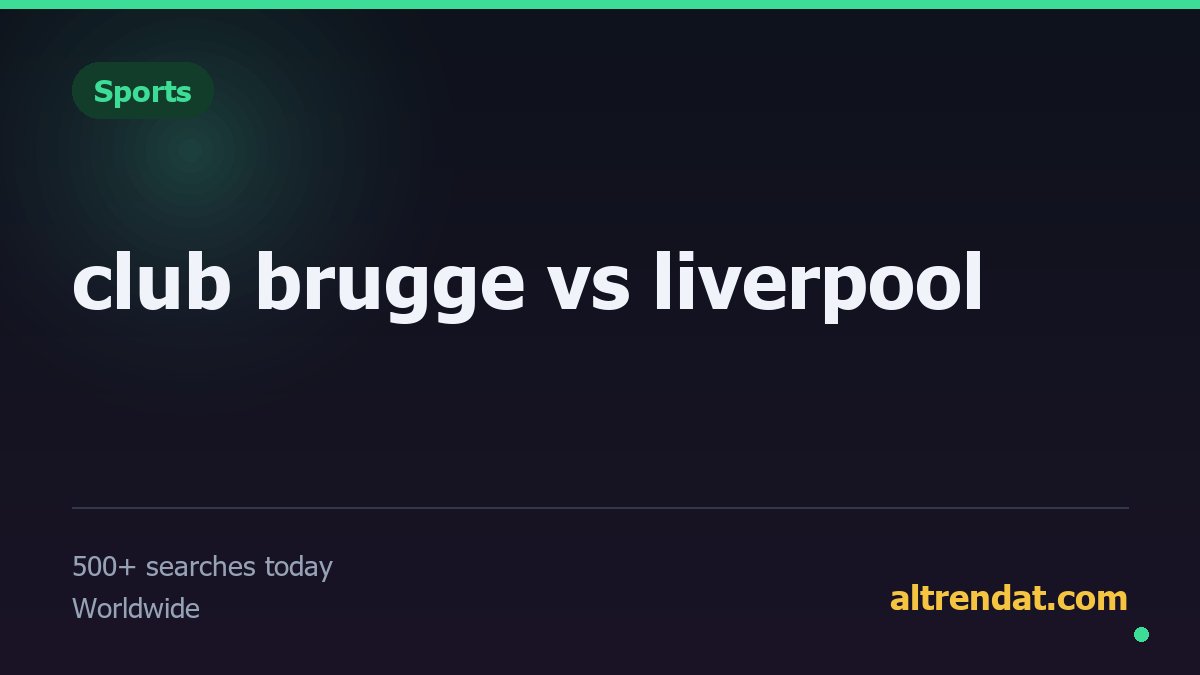 Sports
club brugge vs liverpool
500+ searches today
Worldwide
altrendat.com